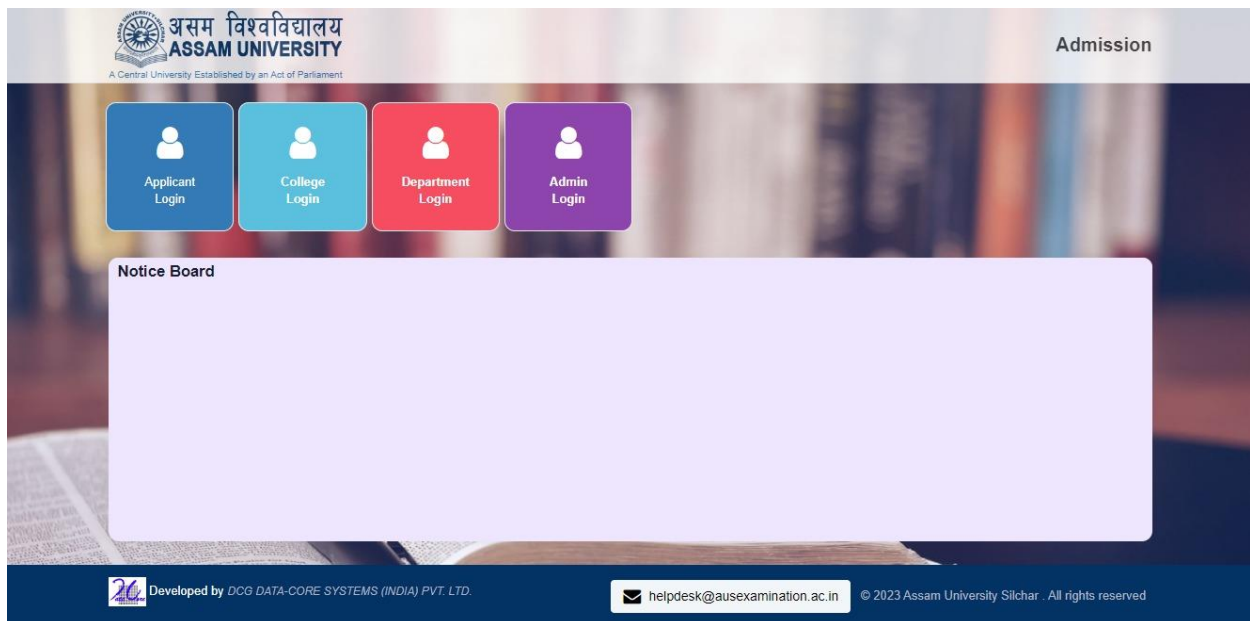 असम विश्वविद्यालय
ASSAM UNIVERSITY
A Central University Established by an Act of Parliament
Admission
Applicant
Login
College
Login
Department
Login
Admin
Login
Notice Board
Developed by DCG DATA-CORE SYSTEMS (INDIA) PVT. LTD.
helpdesk@ausexamination.ac.in
© 2023 Assam University Silchar . All rights reserved